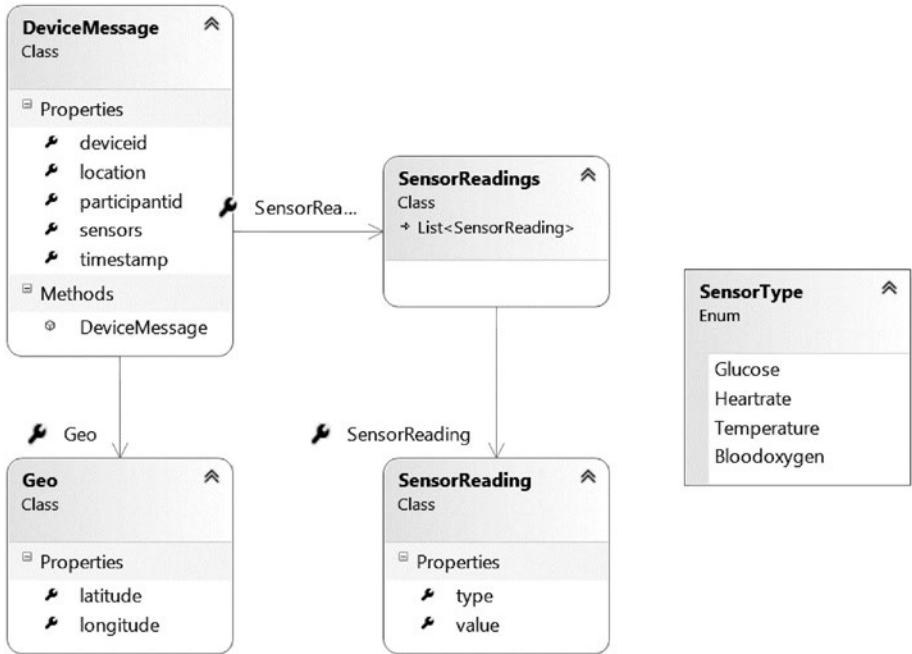 DeviceMessage
Class
Properties
deviceid
location
participantid
sensors
timestamp
Methods
DeviceMessage
SensorRea...
SensorReadings
Class
List<SensorReading>
SensorType
Enum
Glucose
Heartrate
Temperature
Bloodoxygen
Geo
SensorReading
Geo
Class
Properties
latitude
longitude
SensorReading
Class
Properties
type
value